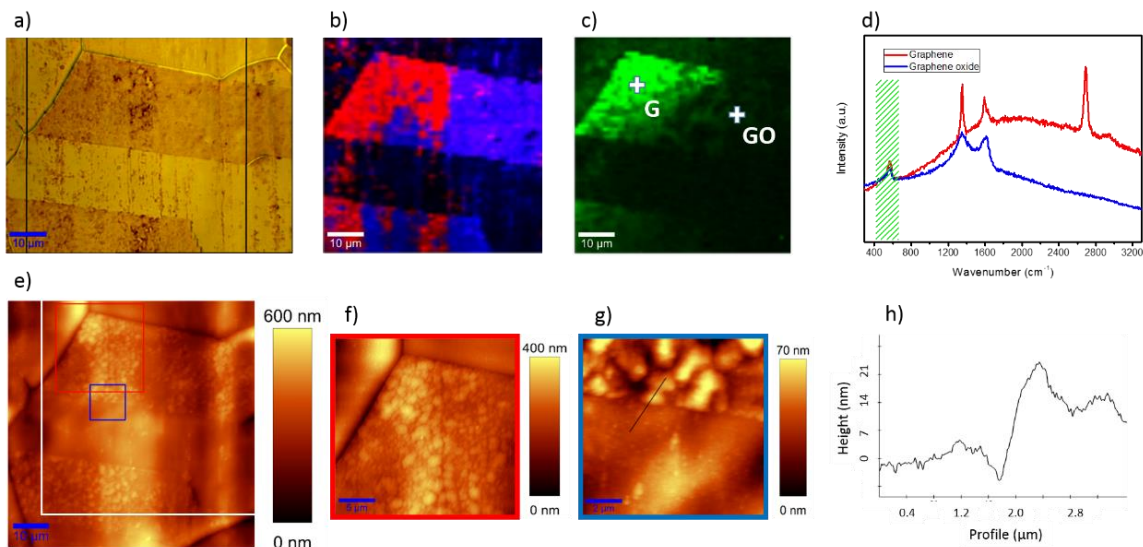 a)
b)
c)
d)
10 µm
10 µm
G
GO
10 µm
Graphene
Graphene oxide
Intensity (a.u.)
300 600 1200 1600 2000 2400 2800 3200
Wavenumber (cm-1)
e)
f)
g)
h)
10 µm
600 nm
0 nm
5 µm
400 nm
0 nm
2 µm
70 nm
0 nm
Height (nm)
21
14
7
0
0.4 1.2 2.0 2.8
Profile (µm)